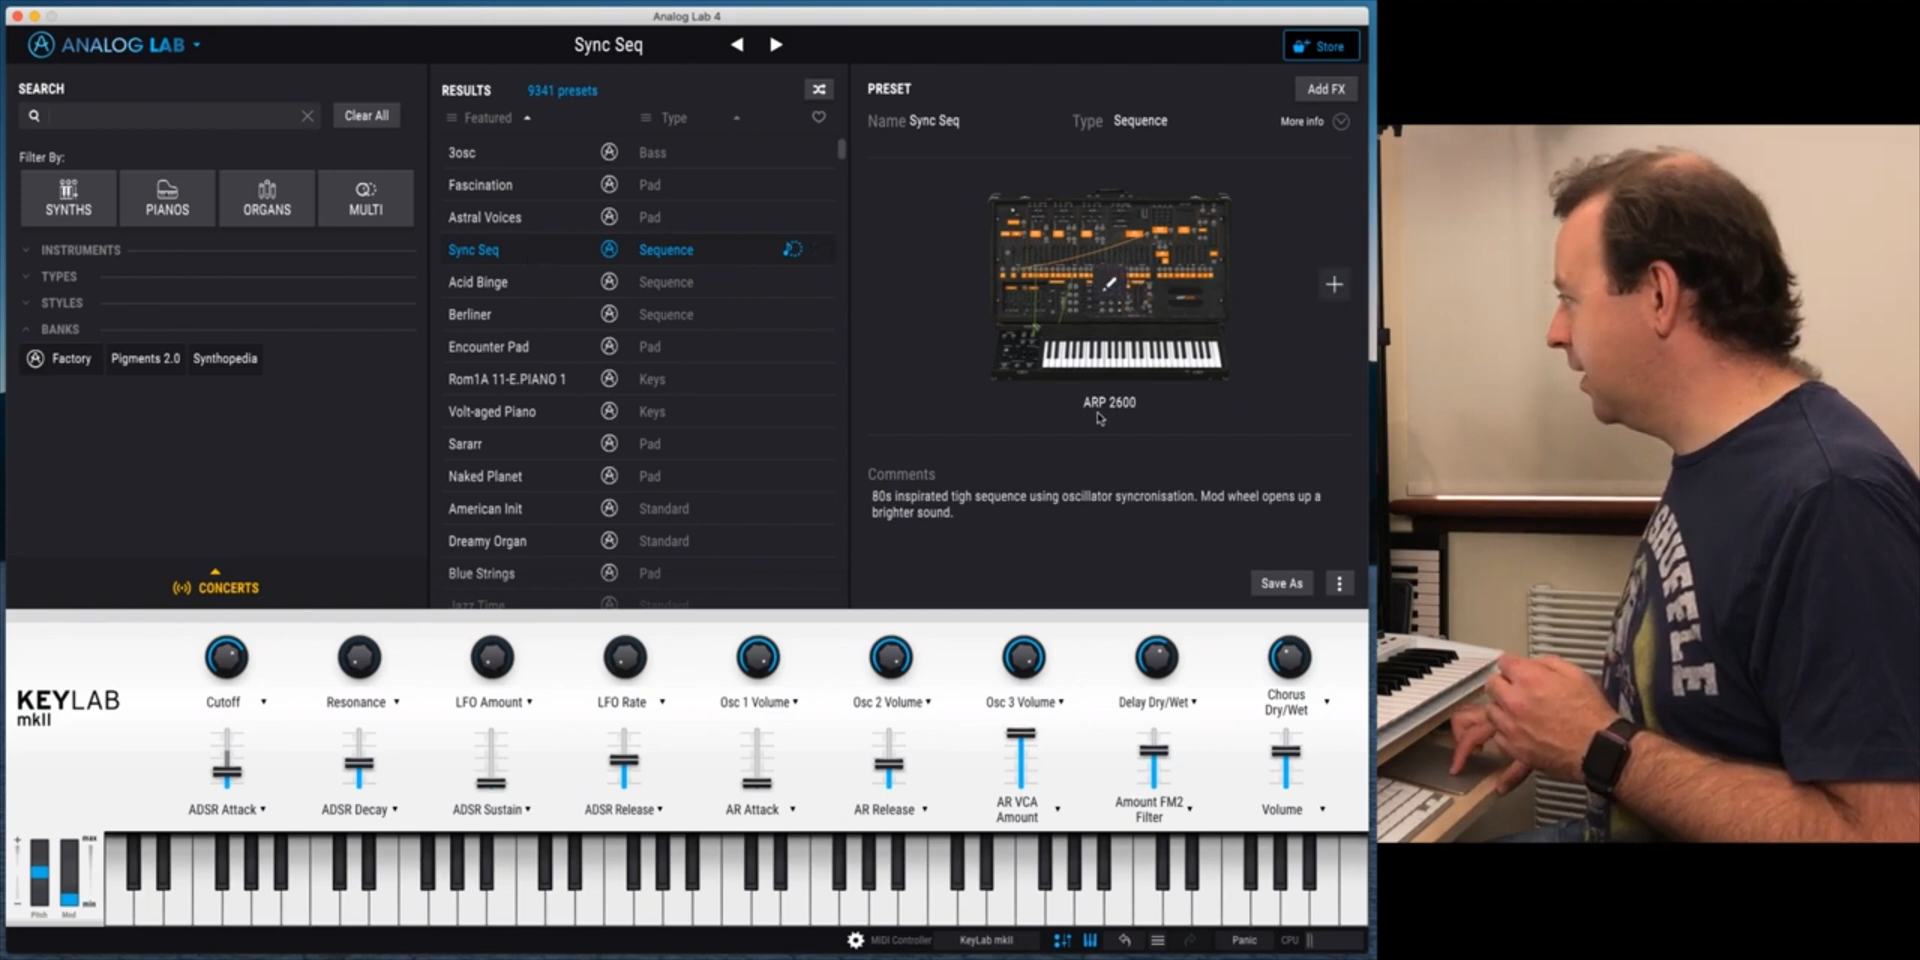 Analog Lab 4
ANALOG LAB
Sync Seq
Store
SEARCH
Clear All
Filter By:
SYNTHS
PIANOS
ORGANS
MULTI
INSTRUMENTS
TYPES
STYLES
BANKS
Factory
Pigments 2.0
Synthopedia
CONCERTS
RESULTS
9341 presets
Featured
Type
3osc Bass
Fascination Pad
Astral Voices Pad
Sync Seq Sequence
Acid Binge Sequence
Berliner Sequence
Encounter Pad Pad
Rom1A 11-E.PIANO 1 Keys
Volt-aged Piano Keys
Sararr Pad
Naked Planet Pad
American Init Standard
Dreamy Organ Standard
Blue Strings Pad
Jazz Time Standard
PRESET
Add FX
Name Sync Seq
Type Sequence
More info
ARP 2600
Comments
80s inspirated tigh sequence using oscillator syncronisation. Mod wheel opens up a
brighter sound.
Save As
KEYLAB
mkII
Cutoff
Resonance
LFO Amount
LFO Rate
Osc 1 Volume
Osc 2 Volume
Osc 3 Volume
Delay Dry/Wet
Chorus
Dry/Wet
ADSR Attack
ADSR Decay
ADSR Sustain
ADSR Release
AR Attack
AR Release
AR VCA
Amount
Amount FM2
Filter
Volume
+
max
-
min
Pitch
Mod
MIDI Controller
KeyLab mkII
Panic
CPU
SHUFFLE